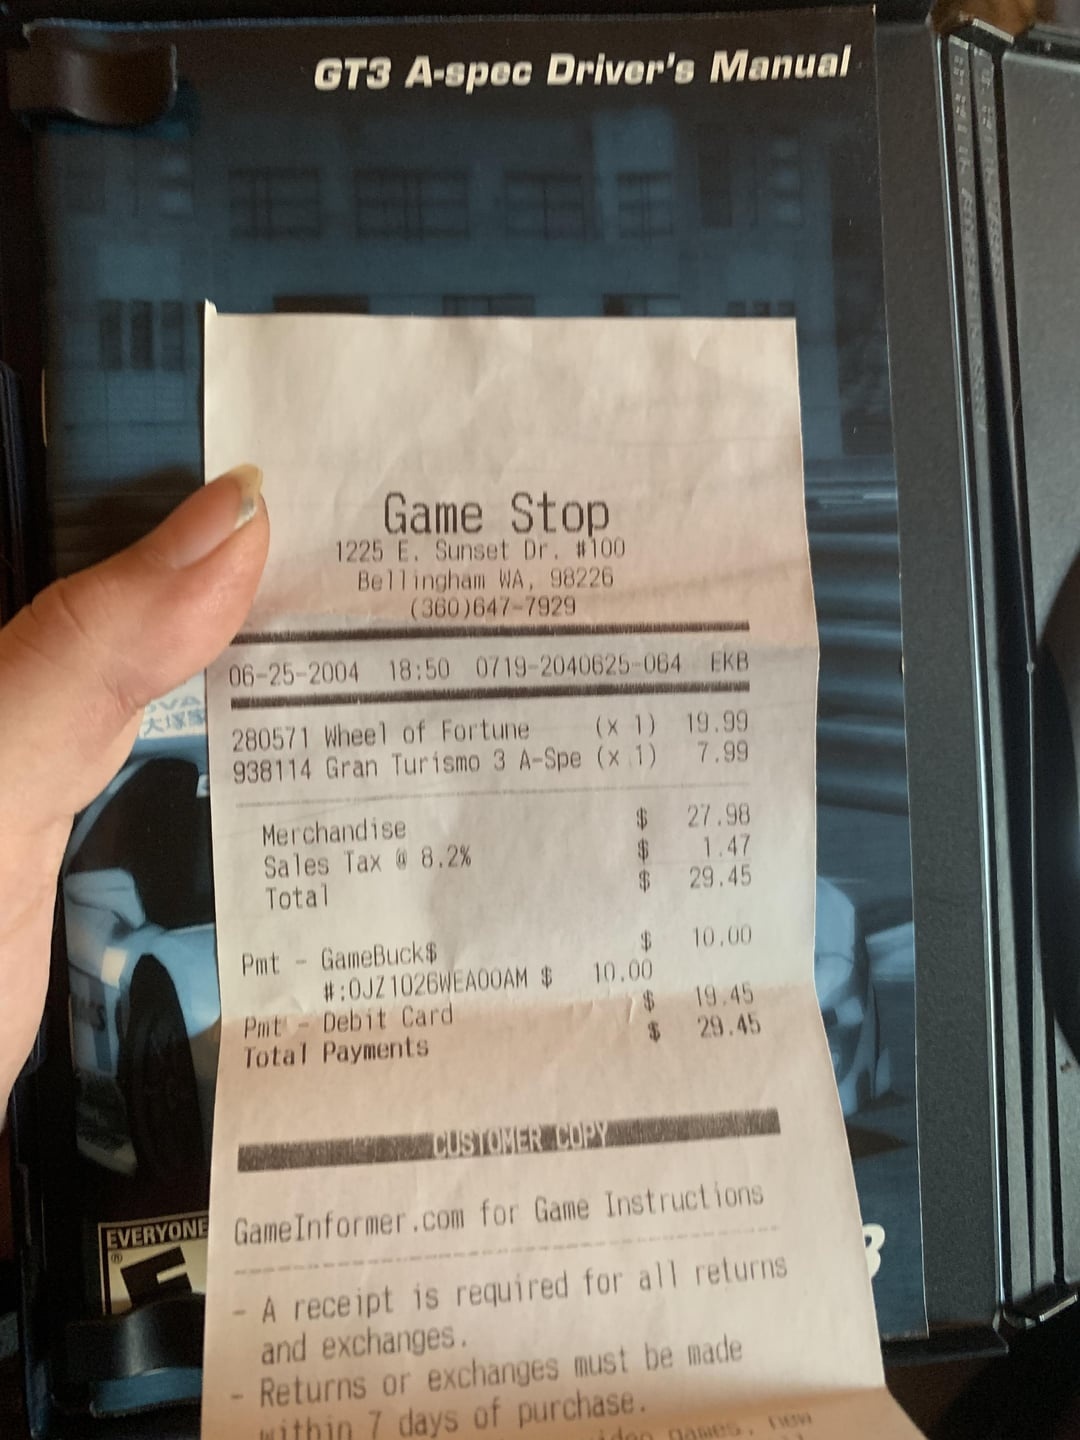 GT3 A-spec Driver's Manual
Game Stop
1225 E. Sunset Dr. #100
Bellingham WA, 98226
(360)647-7929
06-25-2004 18:50 0719-2040625-064 EKB
280571 Wheel of Fortune (x 1) 19.99
938114 Gran Turismo 3 A-Spe (x 1) 7.99
Merchandise $ 27.98
Sales Tax @ 8.2% $ 1.47
Total $ 29.45
Pmt - GameBuck$ $ 10.00
#:0JZ1026WEA00AM $ 10.00
Pmt - Debit Card $ 19.45
Total Payments $ 29.45
CUSTOMER COPY
GameInformer.com for Game Instructions
- A receipt is required for all returns
and exchanges.
- Returns or exchanges must be made
within 7 days of purchase.
video games, new
EVERYONE
E
3